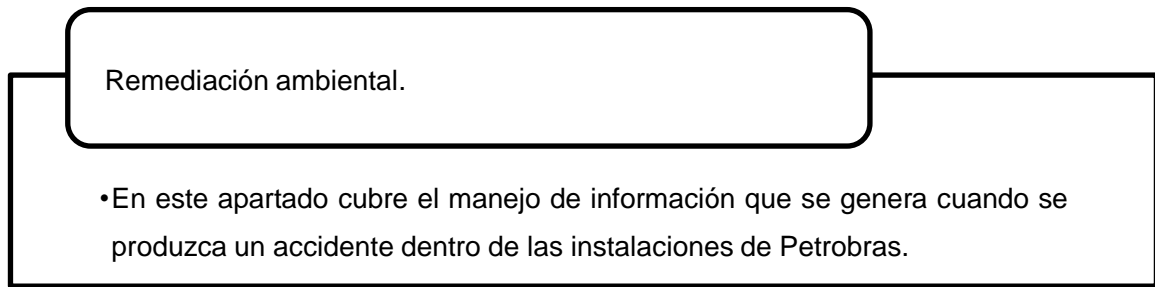 Remediación ambiental.
•En este apartado cubre el manejo de información que se genera cuando se
produzca un accidente dentro de las instalaciones de Petrobras.